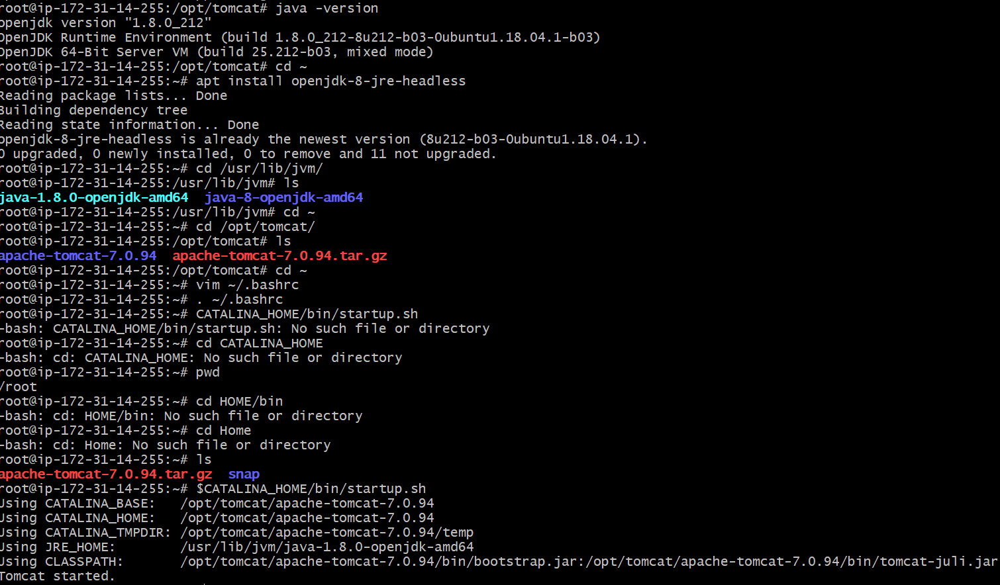 root@ip-172-31-14-255:/opt/tomcat# java -version
openjdk version "1.8.0_212"
OpenJDK Runtime Environment (build 1.8.0_212-8u212-b03-0ubuntu1.18.04.1-b03)
OpenJDK 64-Bit Server VM (build 25.212-b03, mixed mode)
root@ip-172-31-14-255:/opt/tomcat# cd ~
root@ip-172-31-14-255:~# apt install openjdk-8-jre-headless
Reading package lists... Done
Building dependency tree
Reading state information... Done
openjdk-8-jre-headless is already the newest version (8u212-b03-0ubuntu1.18.04.1).
0 upgraded, 0 newly installed, 0 to remove and 11 not upgraded.
root@ip-172-31-14-255:~# cd /usr/lib/jvm/
root@ip-172-31-14-255:/usr/lib/jvm# ls
java-1.8.0-openjdk-amd64  java-8-openjdk-amd64
root@ip-172-31-14-255:/usr/lib/jvm# cd ~
root@ip-172-31-14-255:~# cd /opt/tomcat/
root@ip-172-31-14-255:/opt/tomcat# ls
apache-tomcat-7.0.94  apache-tomcat-7.0.94.tar.gz
root@ip-172-31-14-255:/opt/tomcat# cd ~
root@ip-172-31-14-255:~# vim ~/.bashrc
root@ip-172-31-14-255:~# . ~/.bashrc
root@ip-172-31-14-255:~# CATALINA_HOME/bin/startup.sh
-bash: CATALINA_HOME/bin/startup.sh: No such file or directory
root@ip-172-31-14-255:~# cd CATALINA_HOME
-bash: cd: CATALINA_HOME: No such file or directory
root@ip-172-31-14-255:~# pwd
/root
root@ip-172-31-14-255:~# cd HOME/bin
-bash: cd: HOME/bin: No such file or directory
root@ip-172-31-14-255:~# cd Home
-bash: cd: Home: No such file or directory
root@ip-172-31-14-255:~# ls
apache-tomcat-7.0.94.tar.gz  snap
root@ip-172-31-14-255:~# $CATALINA_HOME/bin/startup.sh
Using CATALINA_BASE:   /opt/tomcat/apache-tomcat-7.0.94
Using CATALINA_HOME:   /opt/tomcat/apache-tomcat-7.0.94
Using CATALINA_TMPDIR: /opt/tomcat/apache-tomcat-7.0.94/temp
Using JRE_HOME:        /usr/lib/jvm/java-1.8.0-openjdk-amd64
Using CLASSPATH:       /opt/tomcat/apache-tomcat-7.0.94/bin/bootstrap.jar:/opt/tomcat/apache-tomcat-7.0.94/bin/tomcat-juli.jar
Tomcat started.